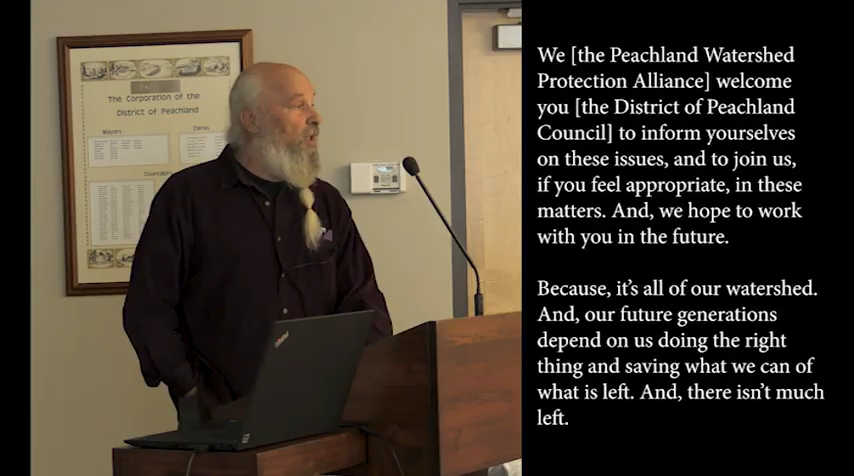 The Corporation of the
District of Peachland
Mayors
Clerks
Councillors
ThinkPad
We [the Peachland Watershed
Protection Alliance] welcome
you [the District of Peachland
Council] to inform yourselves
on these issues, and to join us,
if you feel appropriate, in these
matters. And, we hope to work
with you in the future.
Because, it's all of our watershed.
And, our future generations
depend on us doing the right
thing and saving what we can of
what is left. And, there isn't much
left.